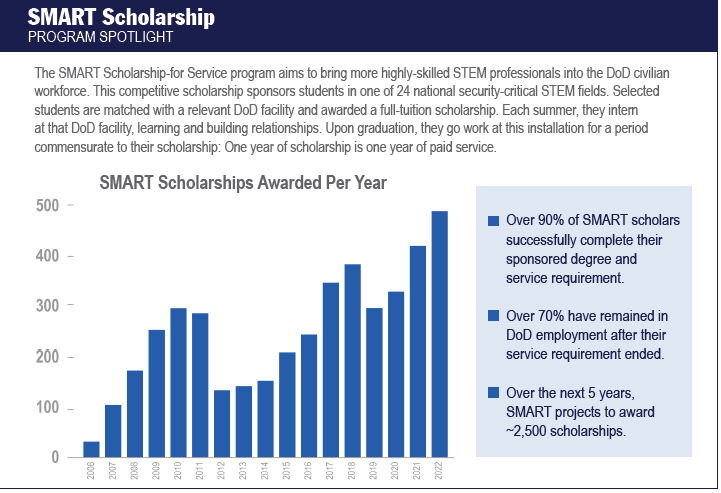 SMART Scholarship
PROGRAM SPOTLIGHT
The SMART Scholarship-for Service program aims to bring more highly-skilled STEM professionals into the DoD civilian
workforce. This competitive scholarship sponsors students in one of 24 national security-critical STEM fields. Selected
students are matched with a relevant DoD facility and awarded a full-tuition scholarship. Each summer, they intern
at that DoD facility, learning and building relationships. Upon graduation, they go work at this installation for a period
commensurate to their scholarship: One year of scholarship is one year of paid service.
SMART Scholarships Awarded Per Year
500
400
300
200
100
0
2006
2007
2008
2009
2010
2011
2012
2013
2014
2015
2016
2017
2018
2019
2020
2021
2022
Over 90% of SMART scholars
successfully complete their
sponsored degree and
service requirement.
Over 70% have remained in
DoD employment after their
service requirement ended.
Over the next 5 years,
SMART projects to award
~2,500 scholarships.